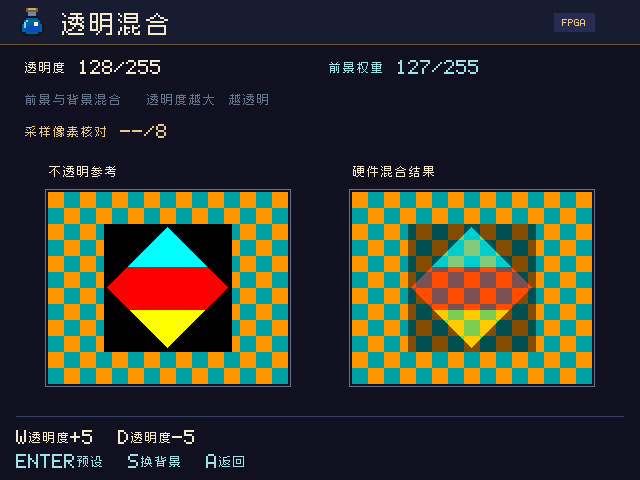 透明混合 FPGA
透明度 128/255 前景权重 127/255
前景与背景混合 透明度越大 越透明
采样像素核对 --/8
不透明参考 硬件混合结果
W透明度+5 D透明度-5
ENTER预设 S换背景 A返回